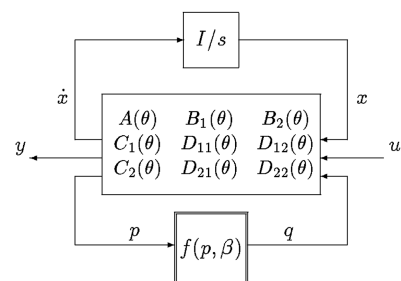 I/s
ẋ x
A(θ) B₁(θ) B₂(θ)
C₁(θ) D₁₁(θ) D₁₂(θ)
y u
C₂(θ) D₂₁(θ) D₂₂(θ)
p q
f(p, β)